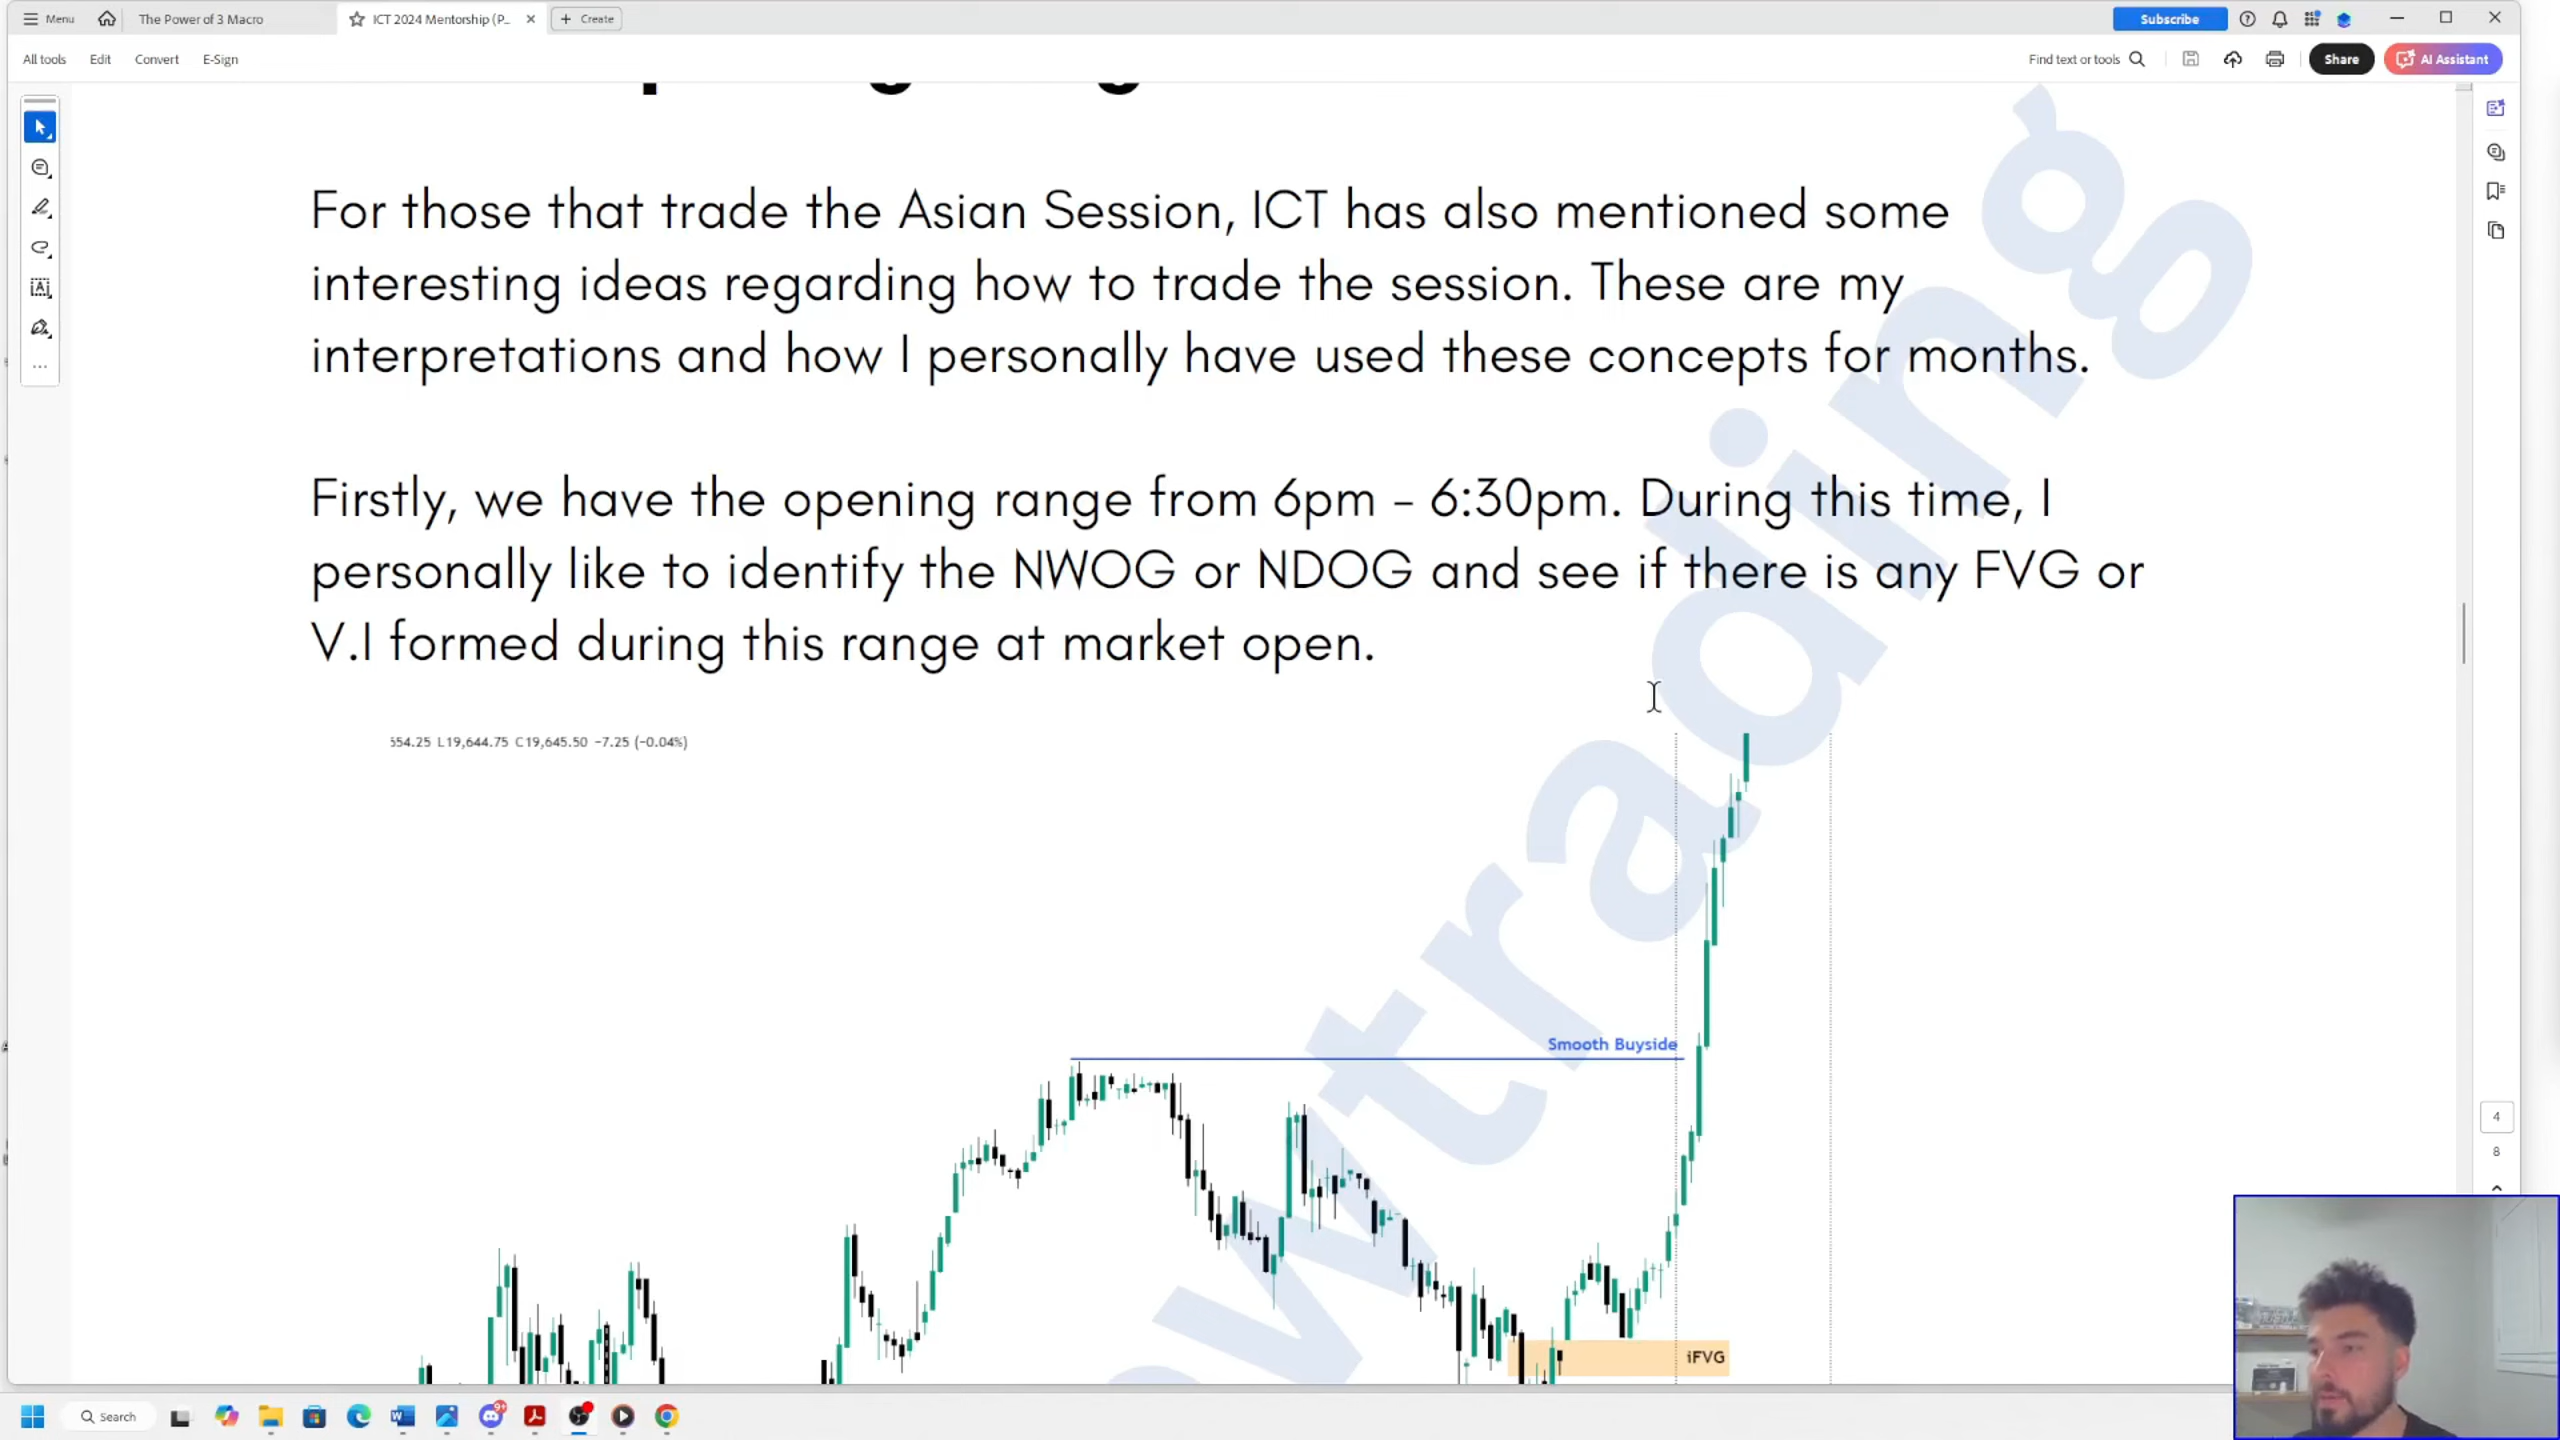 Menu
The Power of 3 Macro
ICT 2024 Mentorship (P...
Create
Subscribe
All tools
Edit
Convert
E-Sign
Find text or tools
Share
AI Assistant
For those that trade the Asian Session, ICT has also mentioned some
interesting ideas regarding how to trade the session. These are my
interpretations and how I personally have used these concepts for months.
Firstly, we have the opening range from 6pm – 6:30pm. During this time, I
personally like to identify the NWOG or NDOG and see if there is any FVG or
V.I formed during this range at market open.
554.25 L19,644.75 C19,645.50 −7.25 (−0.04%)
Smooth Buyside
iFVG
wtrading
4
8
Search
9+